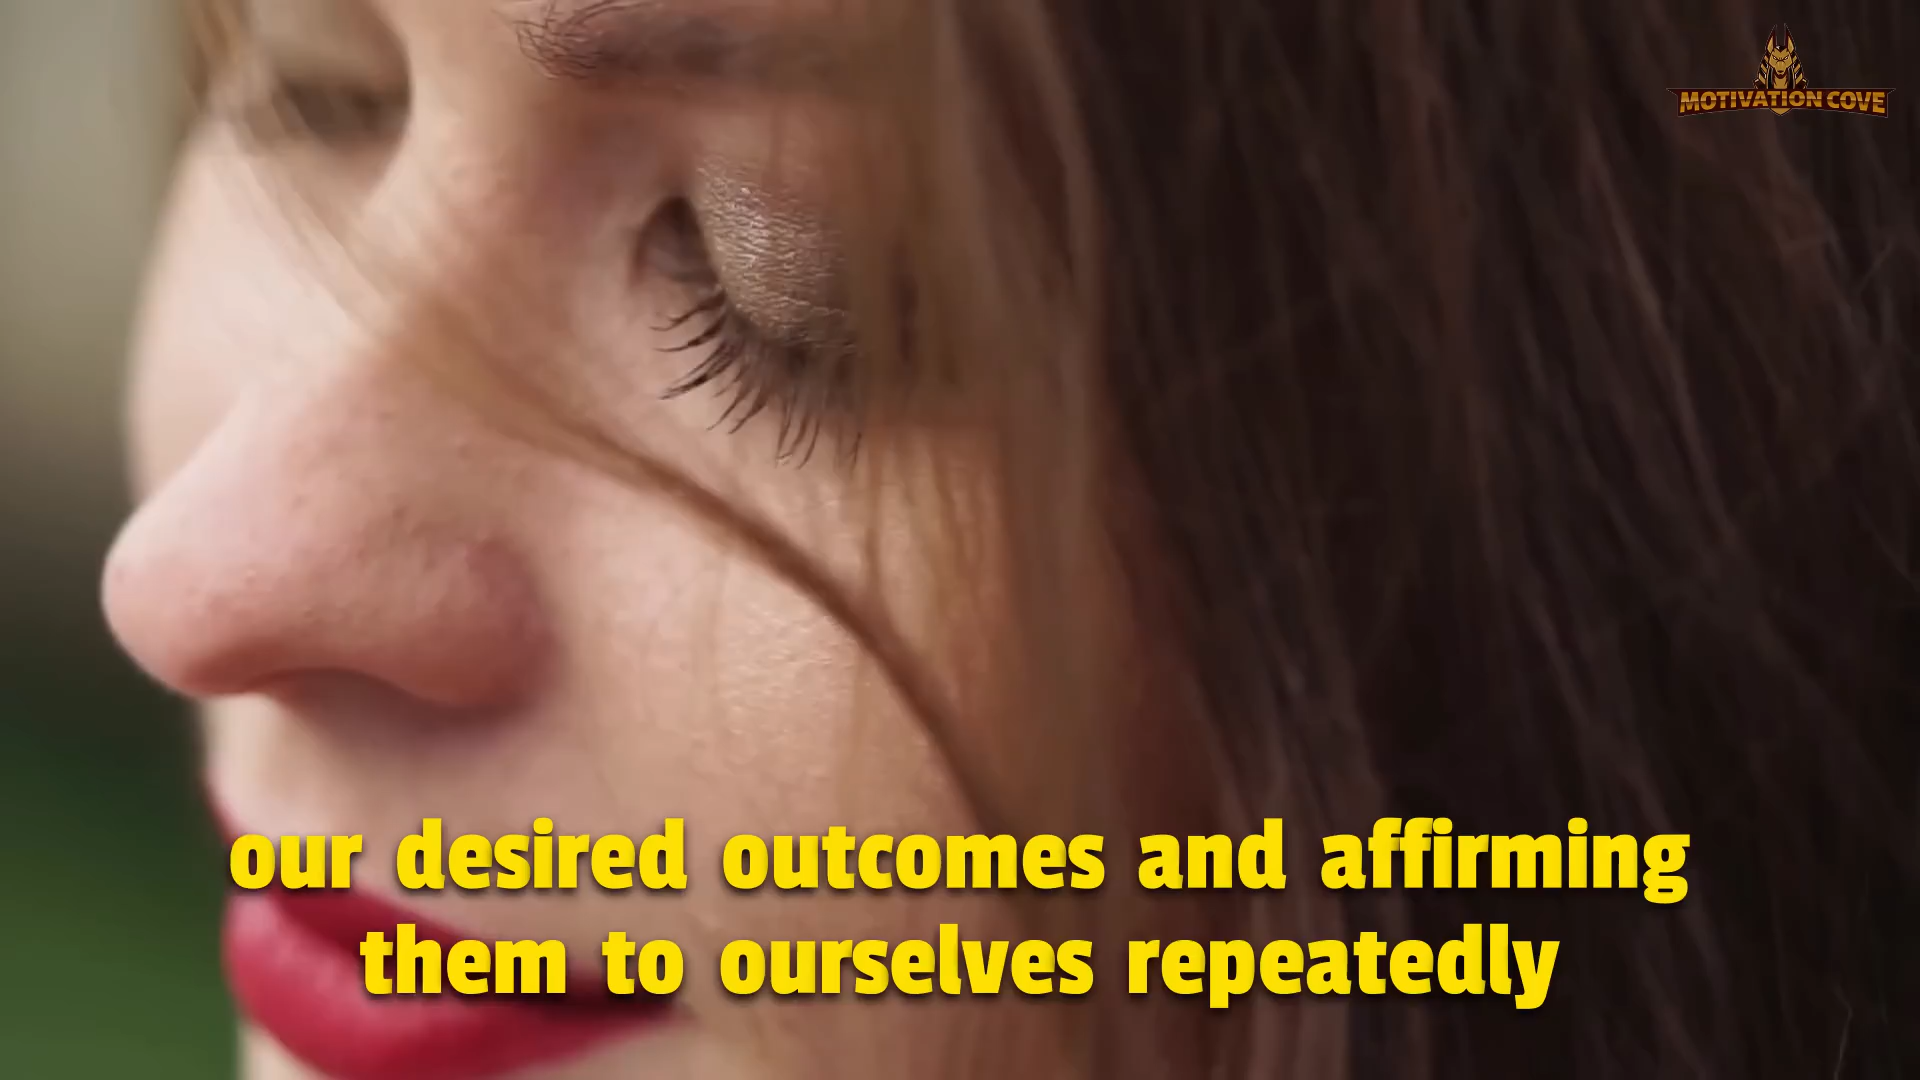 MOTIVATION COVE
our desired outcomes and affirming
them to ourselves repeatedly